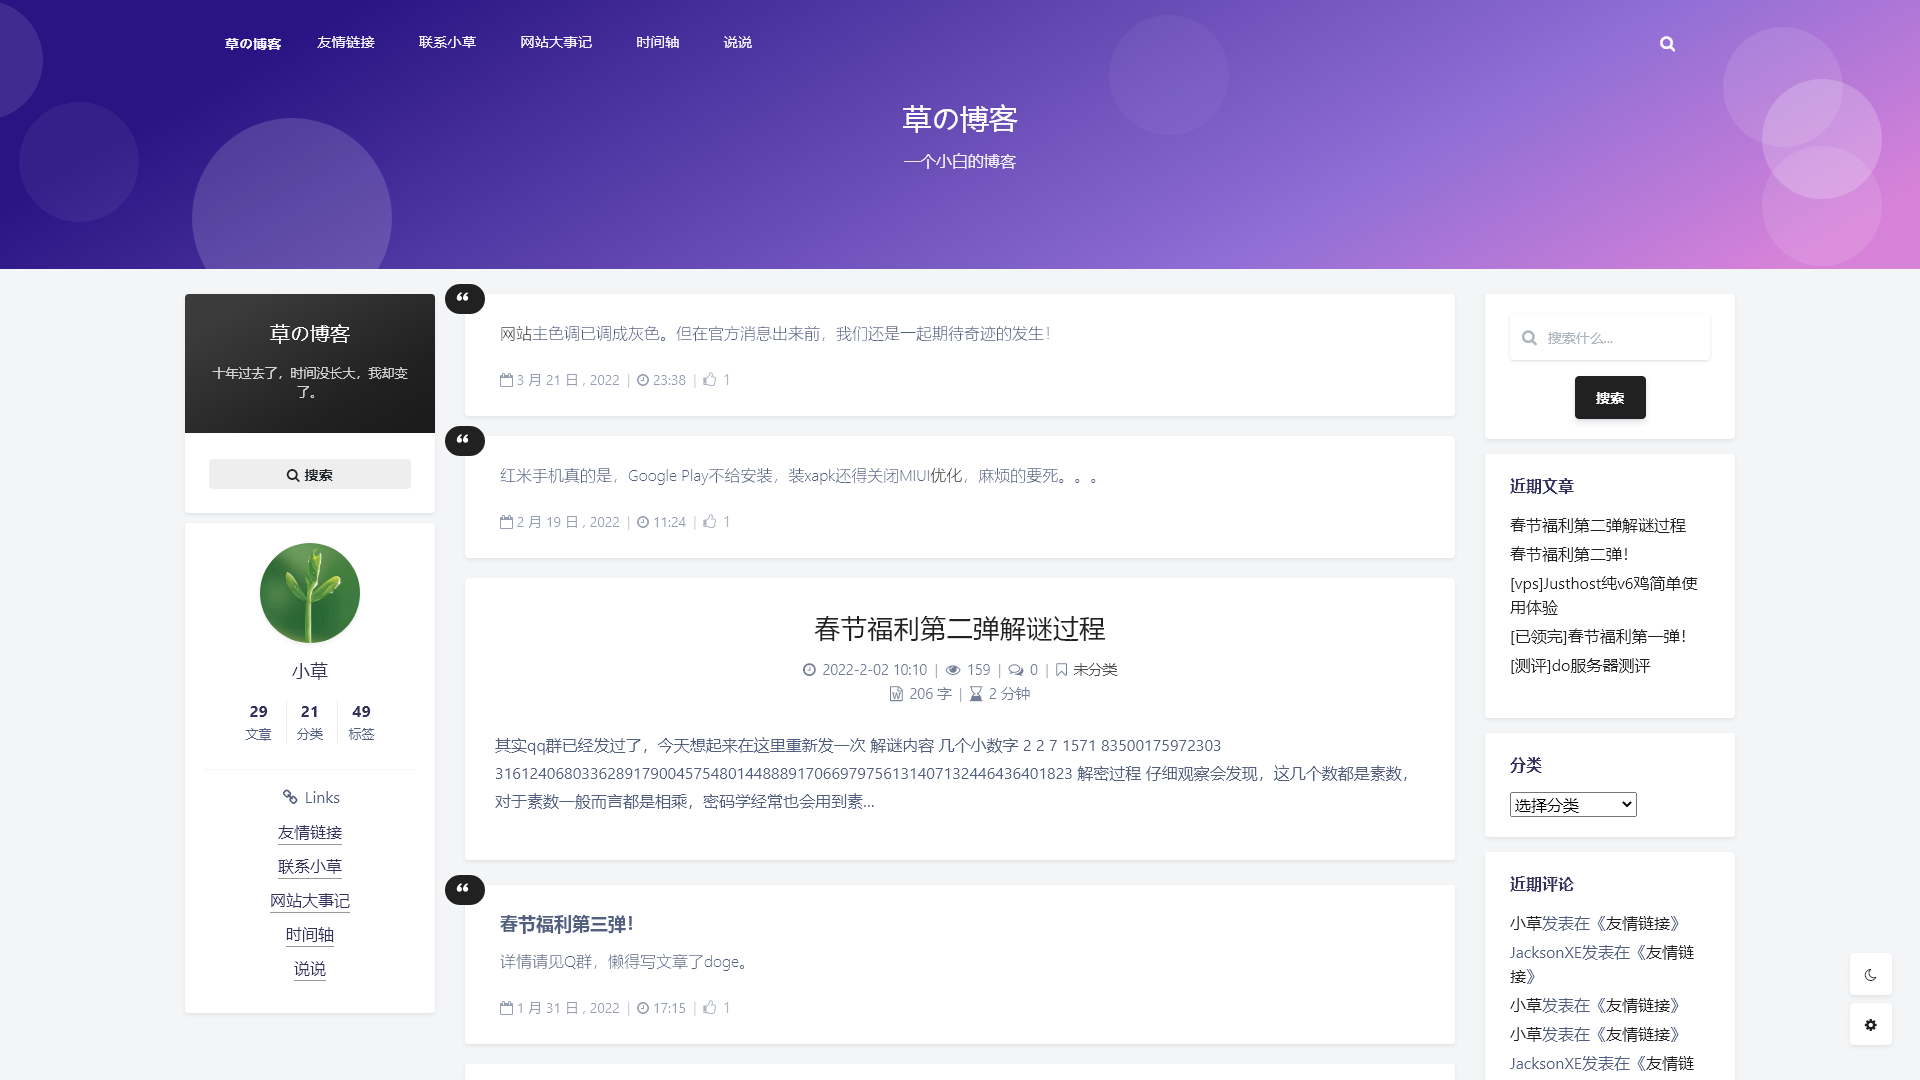 草の博客
友情链接
联系小草
网站大事记
时间轴
说说
草の博客
一个小白的博客
草の博客
十年过去了，时间没长大，我却变
了。
搜索
小草
29
文章
21
分类
49
标签
Links
友情链接
联系小草
网站大事记
时间轴
说说
网站主色调已调成灰色。但在官方消息出来前，我们还是一起期待奇迹的发生！
3 月 21 日 , 2022 | 23:38 | 1
红米手机真的是，Google Play不给安装，装xapk还得关闭MIUI优化，麻烦的要死。。。
2 月 19 日 , 2022 | 11:24 | 1
春节福利第二弹解谜过程
2022-2-02 10:10 | 159 | 0 | 未分类
206 字 | 2 分钟
其实qq群已经发过了，今天想起来在这里重新发一次 解谜内容 几个小数字 2 2 7 1571 83500175972303
31612406803362891790045754801448889170669797561314071324464364​01823 解密过程 仔细观察会发现，这几个数都是素数，
对于素数一般而言都是相乘，密码学经常也会用到素...
春节福利第三弹！
详情请见Q群，懒得写文章了doge。
1 月 31 日 , 2022 | 17:15 | 1
搜索什么...
搜索
近期文章
春节福利第二弹解谜过程
春节福利第二弹！
[vps]Justhost纯v6鸡简单使
用体验
[已领完]春节福利第一弹！
[测评]do服务器测评
分类
选择分类
近期评论
小草发表在《友情链接》
JacksonXE发表在《友情链
接》
小草发表在《友情链接》
小草发表在《友情链接》
JacksonXE发表在《友情链